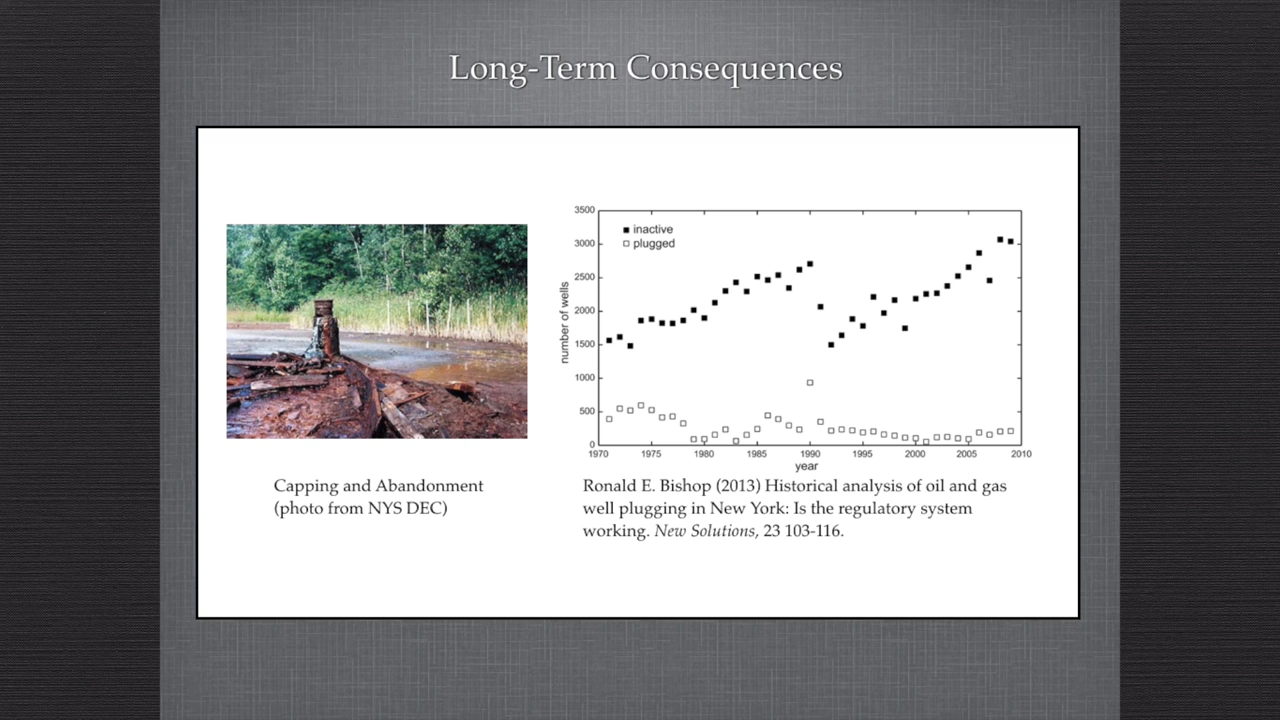 Long-Term Consequences
3500
3000
2500
2000
1500
1000
500
0
number of wells
inactive
plugged
1970 1975 1980 1985 1990 1995 2000 2005 2010
year
Capping and Abandonment
(photo from NYS DEC)
Ronald E. Bishop (2013) Historical analysis of oil and gas
well plugging in New York: Is the regulatory system
working. New Solutions, 23 103-116.